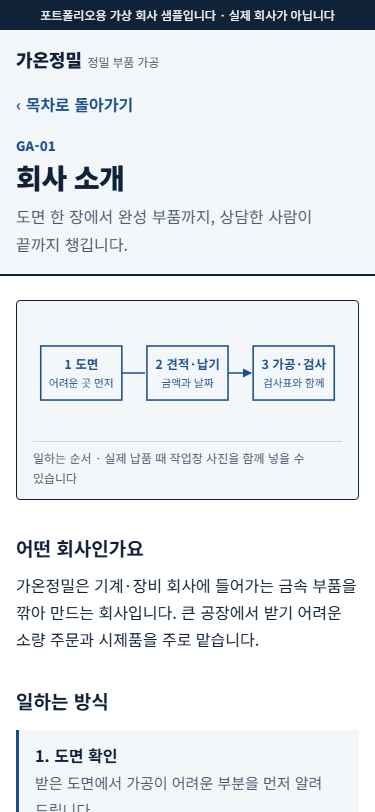 포트폴리오용 가상 회사 샘플입니다 · 실제 회사가 아닙니다
가온정밀 정밀 부품 가공
‹ 목차로 돌아가기
GA-01
회사 소개
도면 한 장에서 완성 부품까지, 상담한 사람이
끝까지 챙깁니다.
1 도면
어려운 곳 먼저
2 견적·납기
금액과 날짜
3 가공·검사
검사표와 함께
일하는 순서 · 실제 납품 때 작업장 사진을 함께 넣을 수
있습니다
어떤 회사인가요
가온정밀은 기계·장비 회사에 들어가는 금속 부품을
깎아 만드는 회사입니다. 큰 공장에서 받기 어려운
소량 주문과 시제품을 주로 맡습니다.
일하는 방식
1. 도면 확인
받은 도면에서 가공이 어려운 부분을 먼저 알려
드립니다.